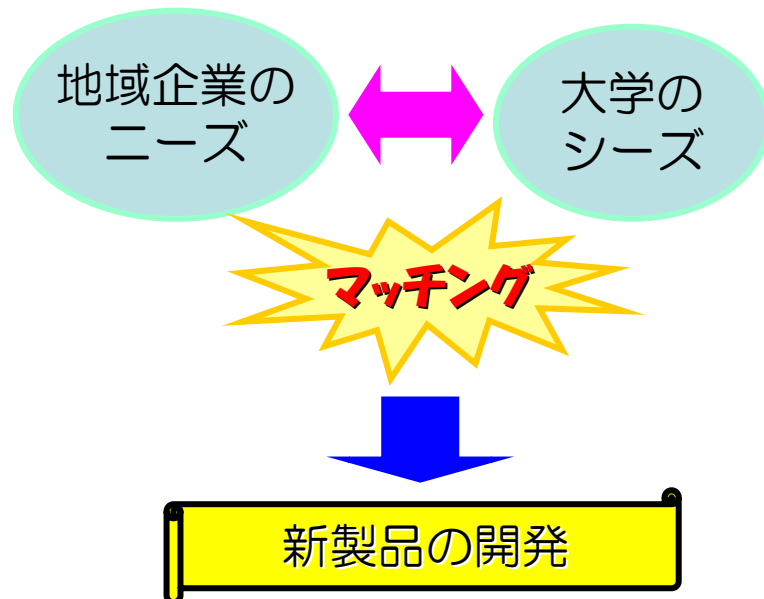 地域企業の
ニーズ
大学の
シーズ
マッチング
新製品の開発